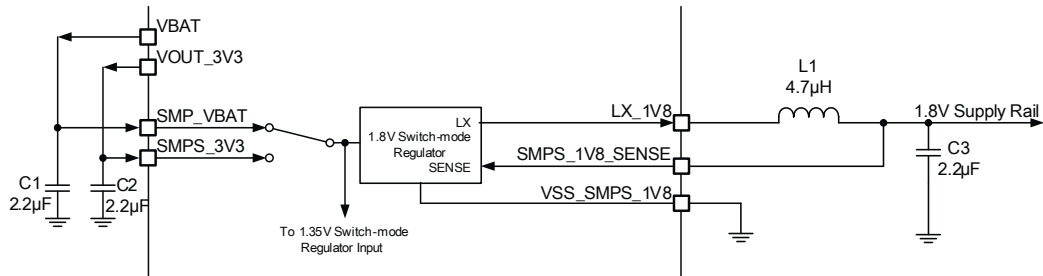 VBAT
VOUT_3V3
SMP_VBAT
SMPS_3V3
C1
2.2µF
C2
2.2µF
LX
1.8V Switch-mode
Regulator
SENSE
To 1.35V Switch-mode
Regulator Input
LX_1V8
SMPS_1V8_SENSE
VSS_SMPS_1V8
L1
4.7µH
1.8V Supply Rail
C3
2.2µF